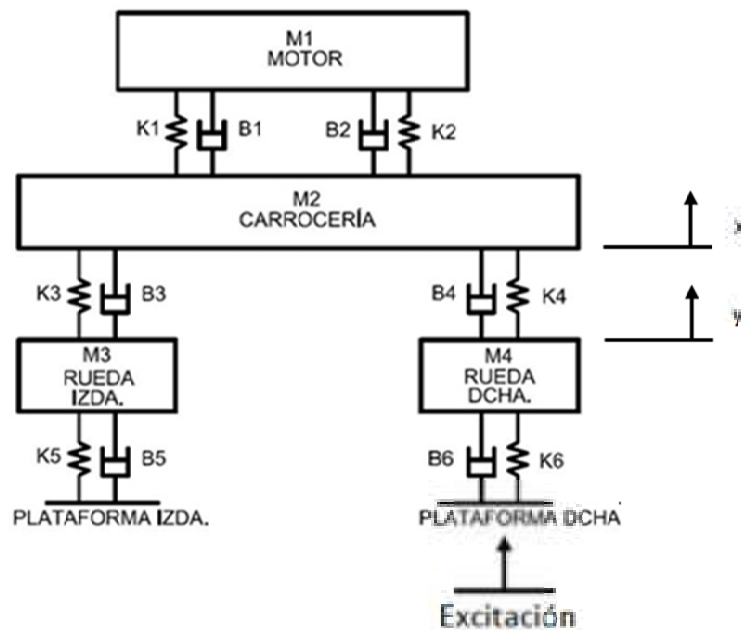 M1
MOTOR
K1
B1
B2
K2
M2
CARROCERÍA
K3
B3
B4
K4
M3
RUEDA
IZDA.
M4
RUEDA
DCHA.
K5
B5
B6
K6
PLATAFORMA IZDA.
PLATAFORMA DCHA
Excitación